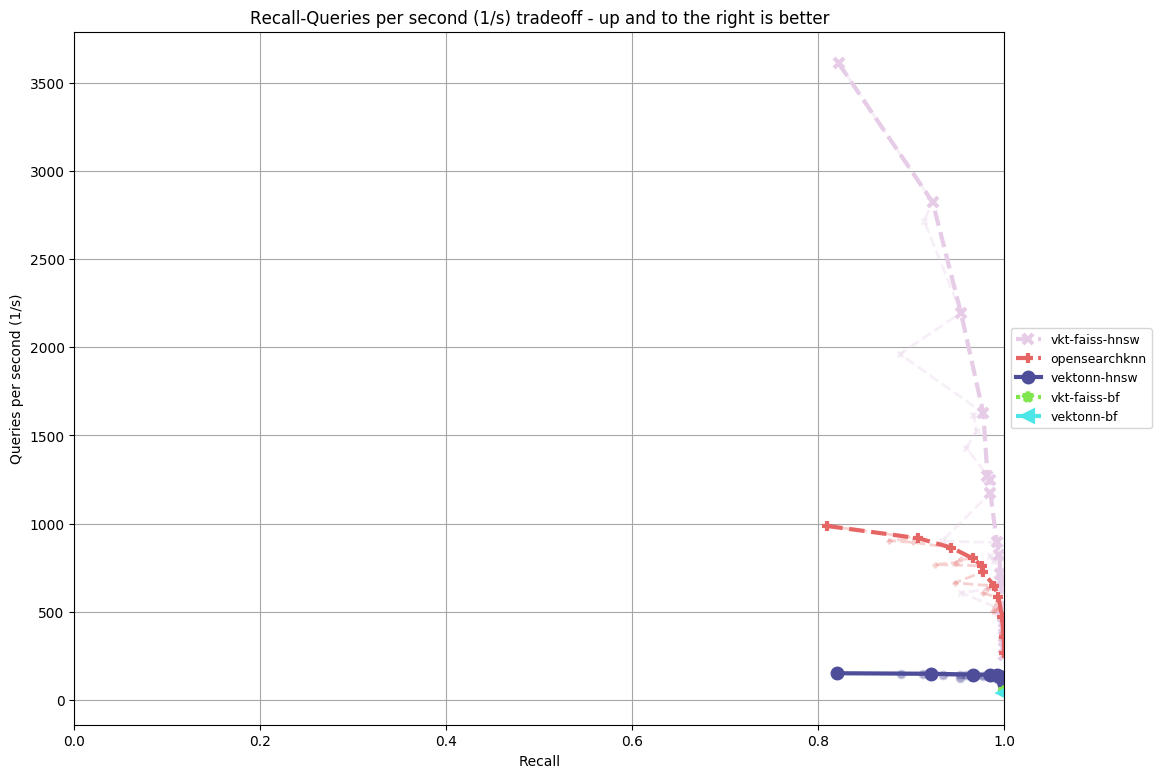 Recall-Queries per second (1/s) tradeoff - up and to the right is better
Queries per second (1/s)
3500
3000
2500
2000
1500
1000
500
0
0.0
0.2
0.4
0.6
0.8
1.0
Recall
vkt-faiss-hnsw
opensearchknn
vektonn-hnsw
vkt-faiss-bf
vektonn-bf